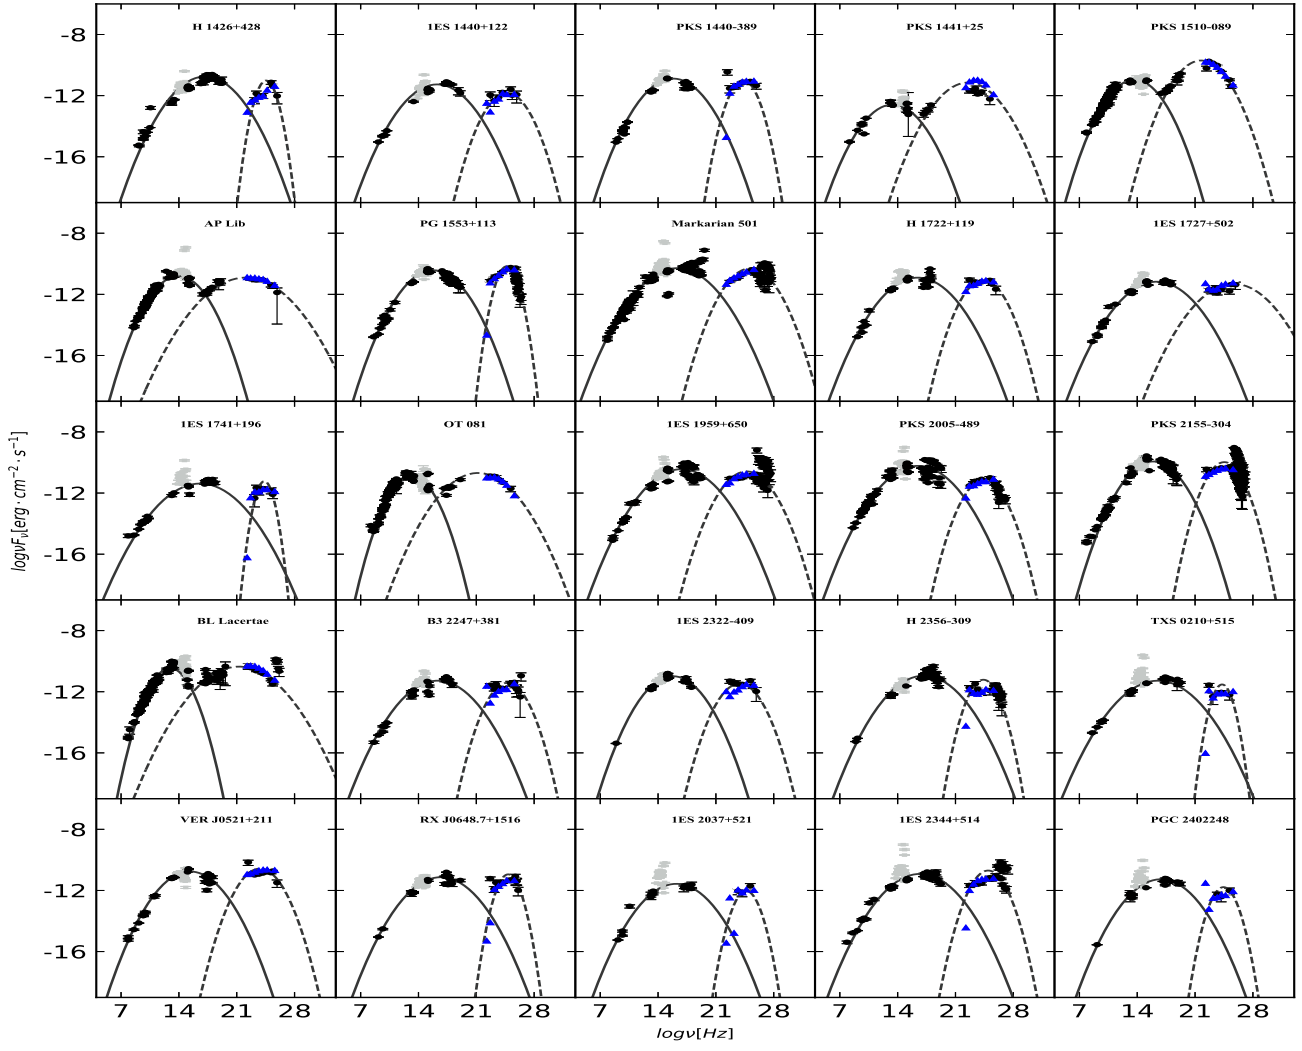 H 1426+428
1ES 1440+122
PKS 1440-389
PKS 1441+25
PKS 1510-089
-8
-12
-16
AP Lib
PG 1553+113
Markarian 501
H 1722+119
1ES 1727+502
-8
-12
-16
1ES 1741+196
OT 081
1ES 1959+650
PKS 2005-489
PKS 2155-304
-8
-12
-16
logνFν[erg·cm⁻²·s⁻¹]
BL Lacertae
B3 2247+381
1ES 2322-409
H 2356-309
TXS 0210+515
-8
-12
-16
VER J0521+211
RX J0648.7+1516
1ES 2037+521
1ES 2344+514
PGC 2402248
-8
-12
-16
7 14 21 28 7 14 21 28 7 14 21 28 7 14 21 28 7 14 21 28
logν[Hz]